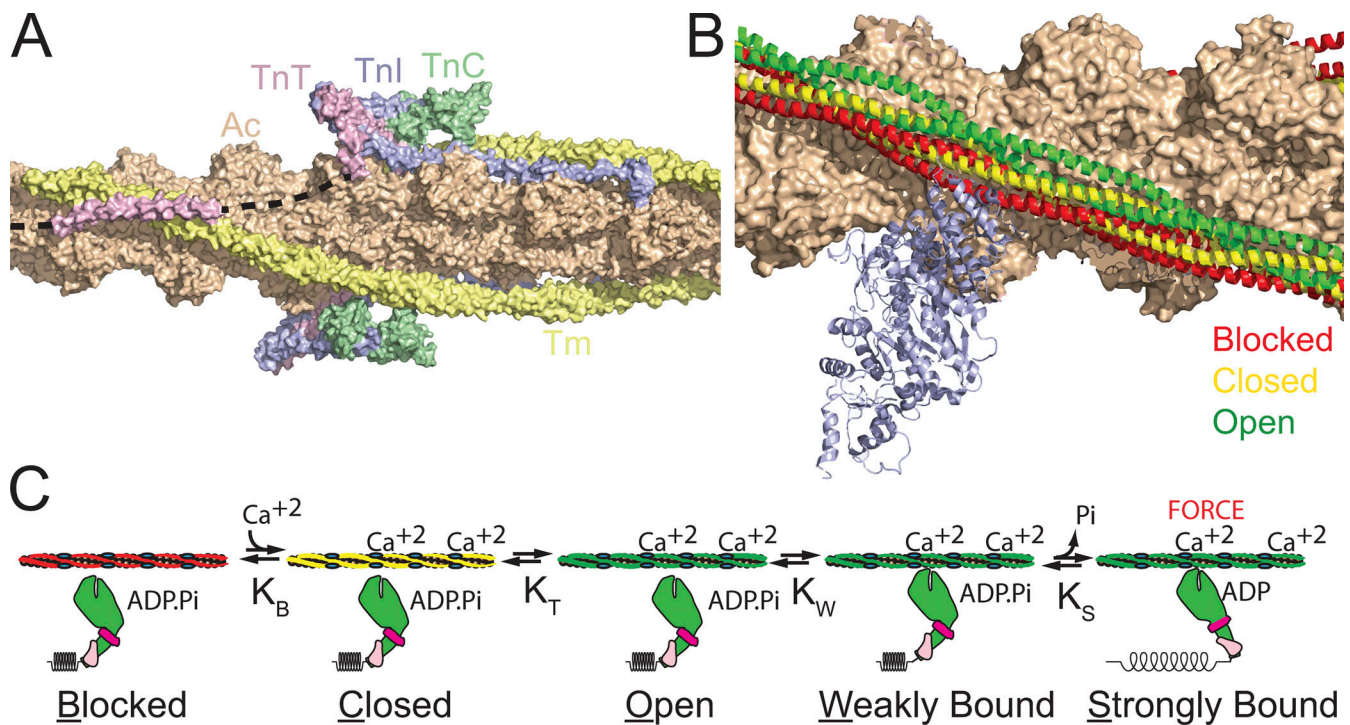 A
TnT TnI TnC
Ac
Tm
B
Blocked
Closed
Open
C
Ca+2
Ca+2 Ca+2
Ca+2 Ca+2
Ca+2 Ca+2
Pi
FORCE
Ca+2 Ca+2
ADP.Pi
KB
ADP.Pi
KT
ADP.Pi
KW
ADP.Pi
KS
ADP
Blocked
Closed
Open
Weakly Bound
Strongly Bound